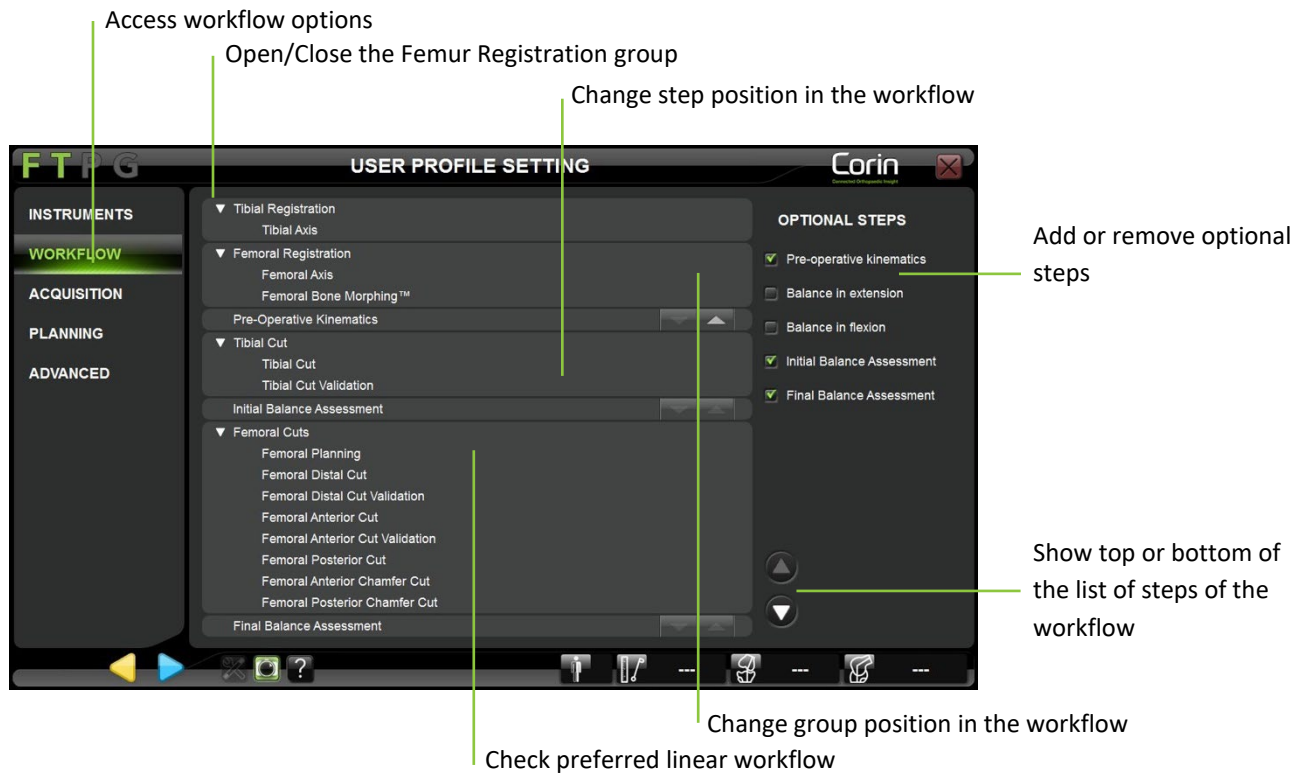 Access workflow options
Open/Close the Femur Registration group
Change step position in the workflow
FTPG
USER PROFILE SETTING
Corin
Connected Orthopaedic Insight
INSTRUMENTS
WORKFLOW
ACQUISITION
PLANNING
ADVANCED
▼ Tibial Registration
Tibial Axis
▼ Femoral Registration
Femoral Axis
Femoral Bone Morphing™
Pre-Operative Kinematics
▼ Tibial Cut
Tibial Cut
Tibial Cut Validation
Initial Balance Assessment
▼ Femoral Cuts
Femoral Planning
Femoral Distal Cut
Femoral Distal Cut Validation
Femoral Anterior Cut
Femoral Anterior Cut Validation
Femoral Posterior Cut
Femoral Anterior Chamfer Cut
Femoral Posterior Chamfer Cut
Final Balance Assessment
OPTIONAL STEPS
Pre-operative kinematics
Balance in extension
Balance in flexion
Initial Balance Assessment
Final Balance Assessment
Add or remove optional
steps
Show top or bottom of
the list of steps of the
workflow
? --- --- ---
Change group position in the workflow
Check preferred linear workflow